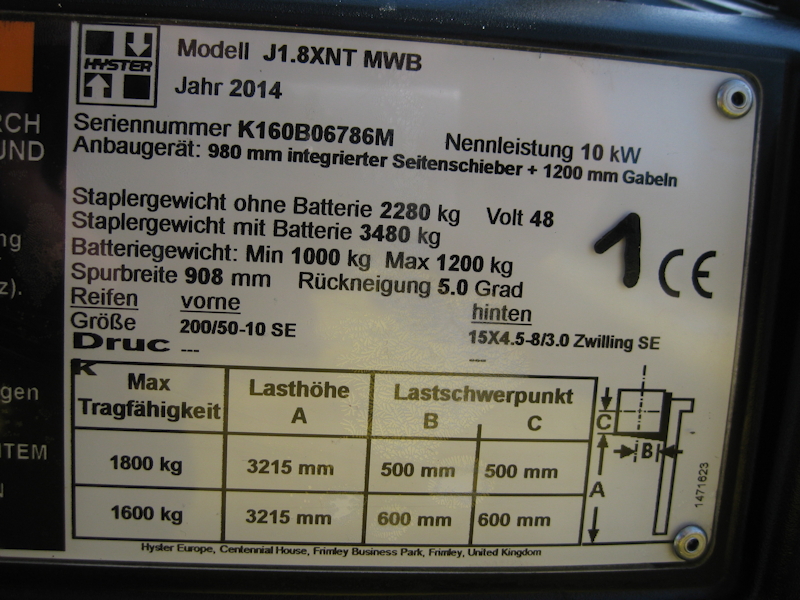 HYSTER
Modell J1.8XNT MWB
Jahr 2014
Seriennummer K160B06786M Nennleistung 10 kW
Anbaugerät: 980 mm integrierter Seitenschieber + 1200 mm Gabeln
Staplergewicht ohne Batterie 2280 kg Volt 48
Staplergewicht mit Batterie 3480 kg
Batteriegewicht: Min 1000 kg Max 1200 kg
Spurbreite 908 mm Rückneigung 5.0 Grad
Reifen vorne hinten
Größe 200/50-10 SE 15X4.5-8/3.0 Zwilling SE
Druc --- ---
K
1 CE
Max Tragfähigkeit Lasthöhe A Lastschwerpunkt B C
1800 kg 3215 mm 500 mm 500 mm
1600 kg 3215 mm 600 mm 600 mm
C
B
A
1471623
Hyster Europe, Centennial House, Frimley Business Park, Frimley, United Kingdom
RCH
UND
ng
z).
gen
ITEM
N